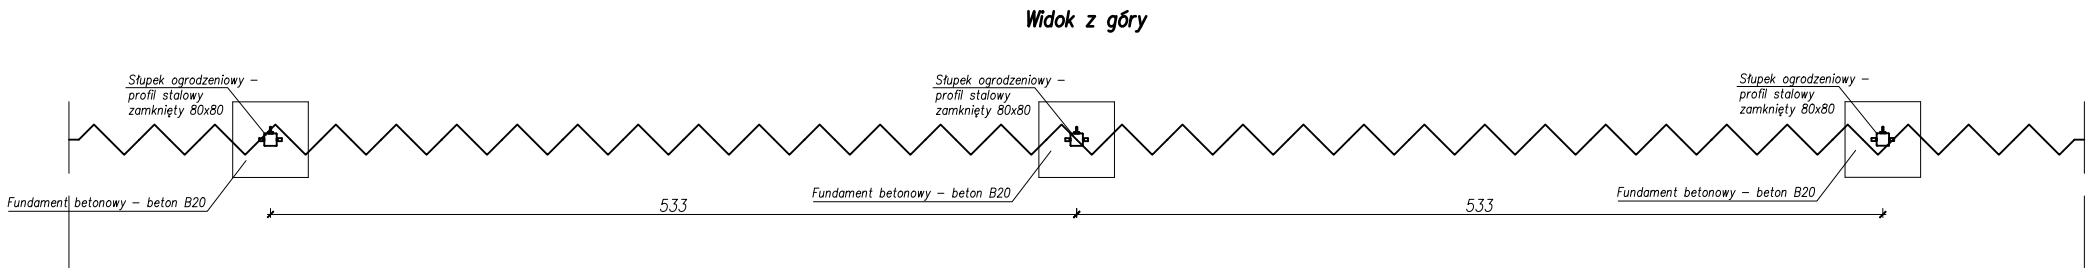 Widok z góry
Słupek ogrodzeniowy –
profil stalowy
zamknięty 80x80
Słupek ogrodzeniowy –
profil stalowy
zamknięty 80x80
Słupek ogrodzeniowy –
profil stalowy
zamknięty 80x80
Fundament betonowy – beton B20
Fundament betonowy – beton B20
Fundament betonowy – beton B20
533
533